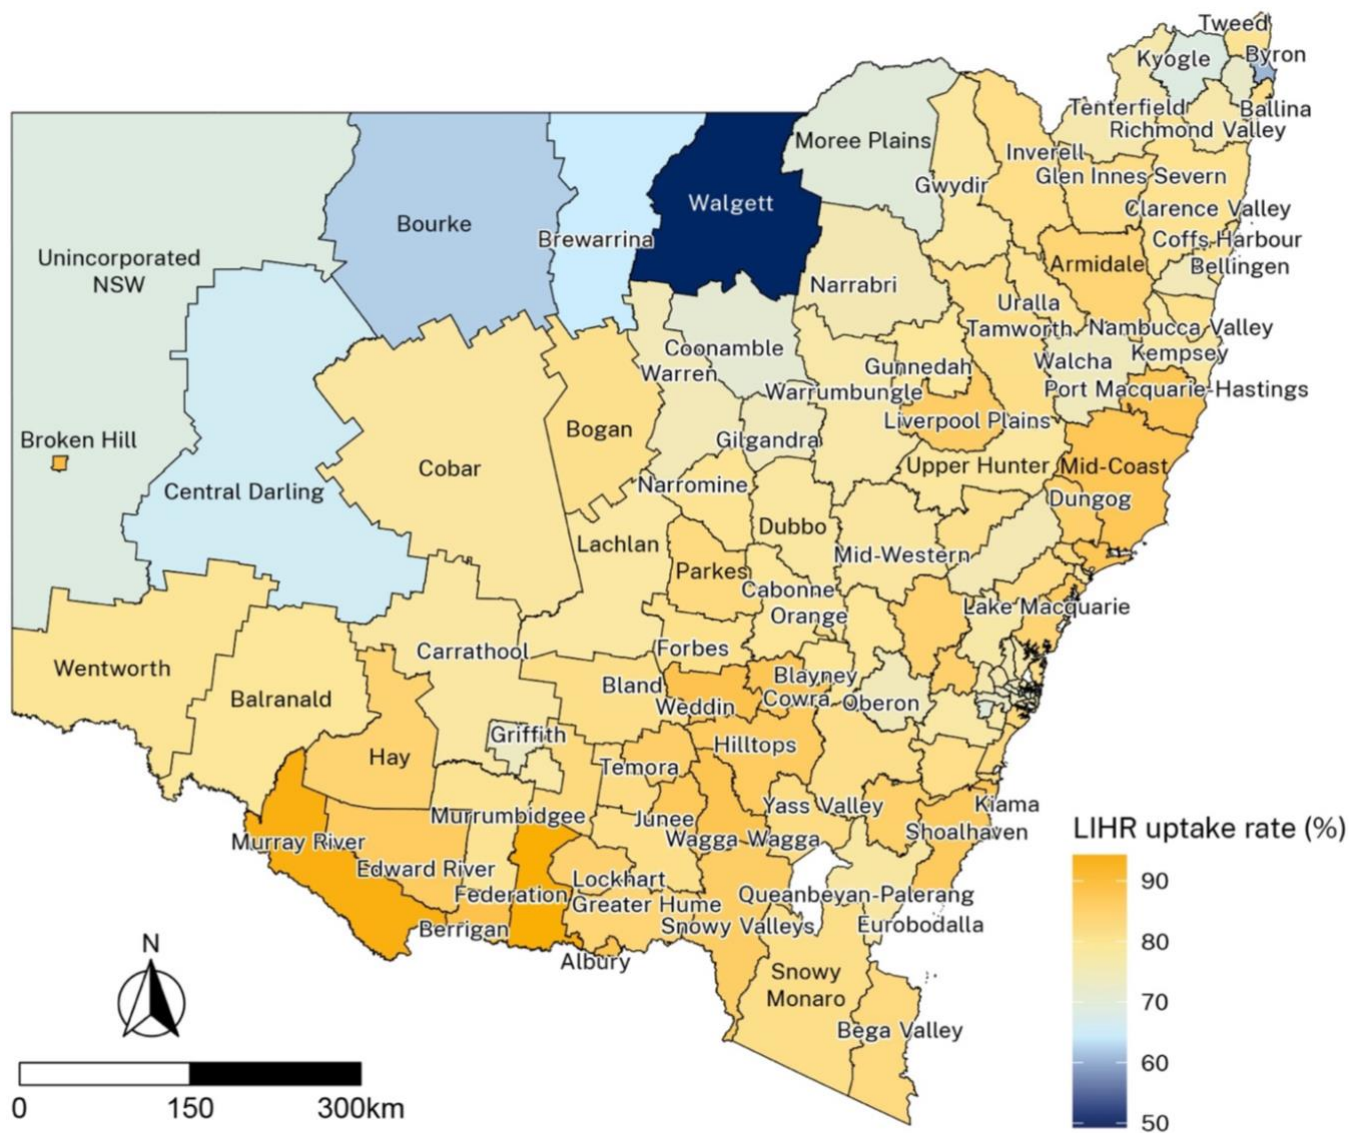 Tweed
Kyogle
Byron
Tenterfield
Ballina
Richmond Valley
Moree Plains
Inverell
Glen Innes Severn
Gwydir
Walgett
Clarence Valley
Bourke
Brewarrina
Coffs Harbour
Unincorporated
NSW
Armidale
Bellingen
Narrabri
Uralla
Tamworth
Nambucca Valley
Coonamble
Walcha
Kempsey
Warren
Gunnedah
Warrumbungle
Port Macquarie-Hastings
Liverpool Plains
Broken Hill
Bogan
Gilgandra
Cobar
Upper Hunter
Mid-Coast
Central Darling
Narromine
Dungog
Dubbo
Lachlan
Mid-Western
Parkes
Cabonne
Orange
Lake Macquarie
Wentworth
Carrathool
Forbes
Balranald
Bland
Blayney
Weddin
Cowra
Oberon
Griffith
Hay
Hilltops
Temora
Murrumbidgee
Junee
Yass Valley
Kiama
Murray River
Wagga Wagga
Shoalhaven
LIHR uptake rate (%)
Edward River
Federation
Lockhart
Queanbeyan-Palerang
90
Greater Hume
Berrigan
Snowy Valleys
Eurobodalla
80
Albury
Snowy
Monaro
70
Bega Valley
60
50
N
0
150
300km